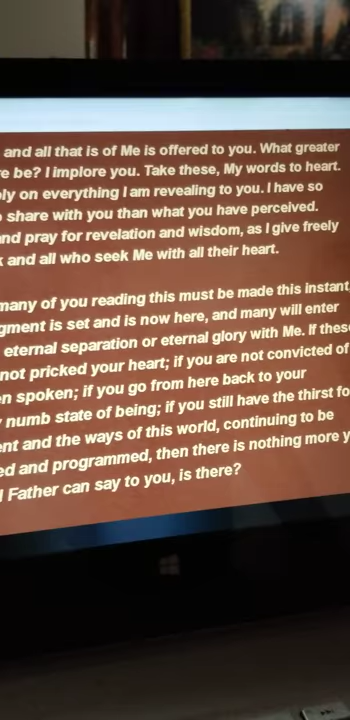 and all that is of Me is offered to you. What greater
be? I implore you. Take these, My words to heart.
on everything I am revealing to you. I have so
share with you than what you have perceived.
and pray for revelation and wisdom, as I give freely
and all who seek Me with all their heart.
many of you reading this must be made this instant,
is set and is now here, and many will enter
eternal separation or eternal glory with Me. If these
not pricked your heart; if you are not convicted of
spoken; if you go from here back to your
numb state of being; if you still have the thirst
and the ways of this world, continuing to be
and programmed, then there is nothing more
Father can say to you, is there?